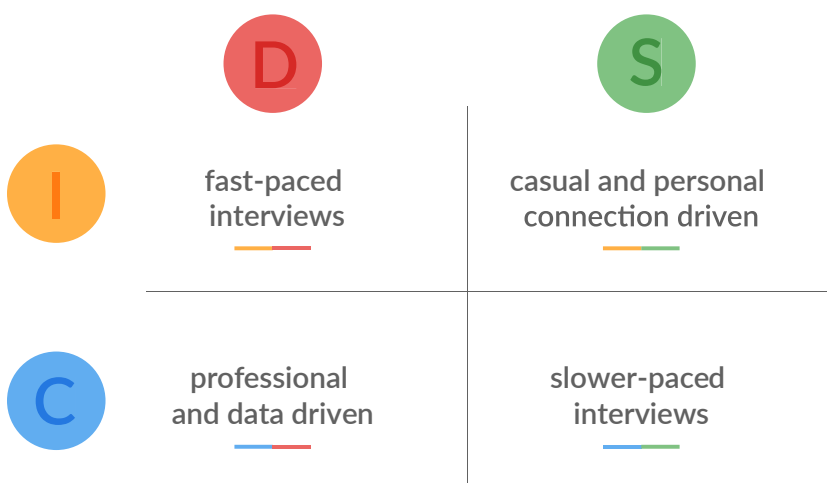 D
S
I
fast-paced
interviews
casual and personal
connection driven
C
professional
and data driven
slower-paced
interviews